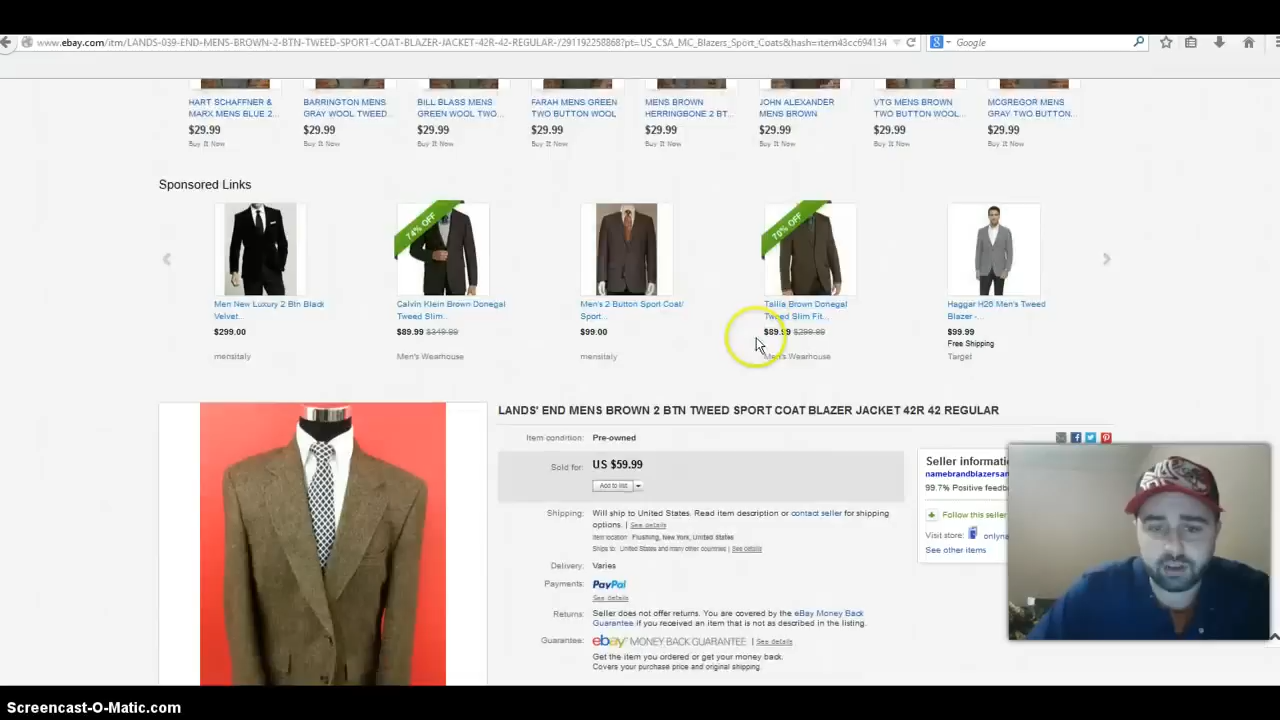 www.ebay.com/itm/LANDS-039-END-MENS-BROWN-2-BTN-TWEED-SPORT-COAT-BLAZER-JACKET-42R-42-REGULAR-/291192258868?pt=US_CSA_MC_Blazers_Sport_Coats&hash=item43cc694134 Google
HART SCHAFFNER & BARRINGTON MENS BILL BLASS MENS FARAH MENS GREEN MENS BROWN JOHN ALEXANDER VTG MENS BROWN MCGREGOR MENS
MARX MENS BLUE 2... GRAY WOOL TWEED... GREEN WOOL TWO... TWO BUTTON WOOL HERRINGBONE 2 BT... MENS BROWN TWO BUTTON WOOL... GRAY TWO BUTTON...
$29.99 $29.99 $29.99 $29.99 $29.99 $29.99 $29.99 $29.99
Buy It Now Buy It Now Buy It Now Buy It Now Buy It Now Buy It Now Buy It Now Buy It Now
Sponsored Links
74% OFF 70% OFF
Men New Luxury 2 Btn Black Calvin Klein Brown Donegal Men's 2 Button Sport Coat/ Tallia Brown Donegal Haggar H26 Men's Tweed
Velvet... Tweed Slim... Sport... Tweed Slim Fit... Blazer -...
$299.00 $89.99 $349.99 $99.00 $89.99 $299.99 $99.99
Free Shipping
mensitaly Men's Wearhouse mensitaly Men's Wearhouse Target
LANDS' END MENS BROWN 2 BTN TWEED SPORT COAT BLAZER JACKET 42R 42 REGULAR
Item condition: Pre-owned
Sold for: US $59.99
Add to list
Shipping: Will ship to United States. Read item description or contact seller for shipping
options. | See details
Item location: Flushing, New York, United States
Ships to: United States and many other countries | See details
Delivery: Varies
Payments: PayPal
See details
Returns: Seller does not offer returns. You are covered by the eBay Money Back
Guarantee if you received an item that is not as described in the listing.
Guarantee: ebay MONEY BACK GUARANTEE | See details
Get the item you ordered or get your money back.
Covers your purchase price and original shipping.
Seller informati
namebrandblazersan
99.7% Positive feedb
Follow this seller
Visit store: onlyna
See other items
Screencast-O-Matic.com